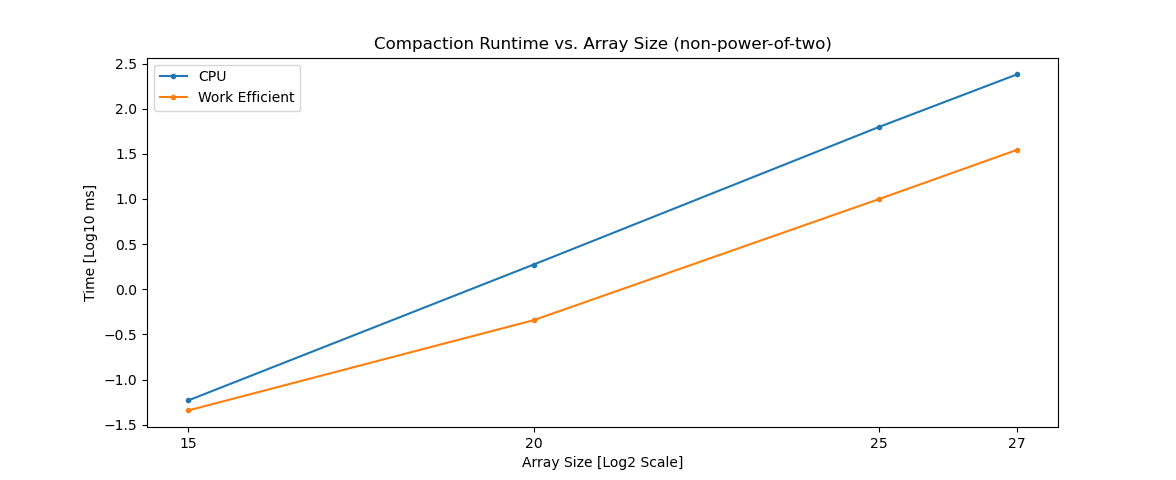 Compaction Runtime vs. Array Size (non-power-of-two)
CPU
Work Efficient
Time [Log10 ms]
2.5
2.0
1.5
1.0
0.5
0.0
−0.5
−1.0
−1.5
15 20 25 27
Array Size [Log2 Scale]